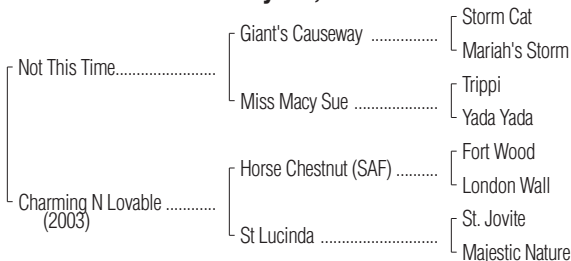 Storm Cat
Giant's Causeway ................
Mariah's Storm
Not This Time........................
Trippi
Miss Macy Sue ....................
Yada Yada
Fort Wood
Horse Chestnut (SAF) ..........
London Wall
Charming N Lovable ............
(2003)
St. Jovite
St Lucinda ............................
Majestic Nature